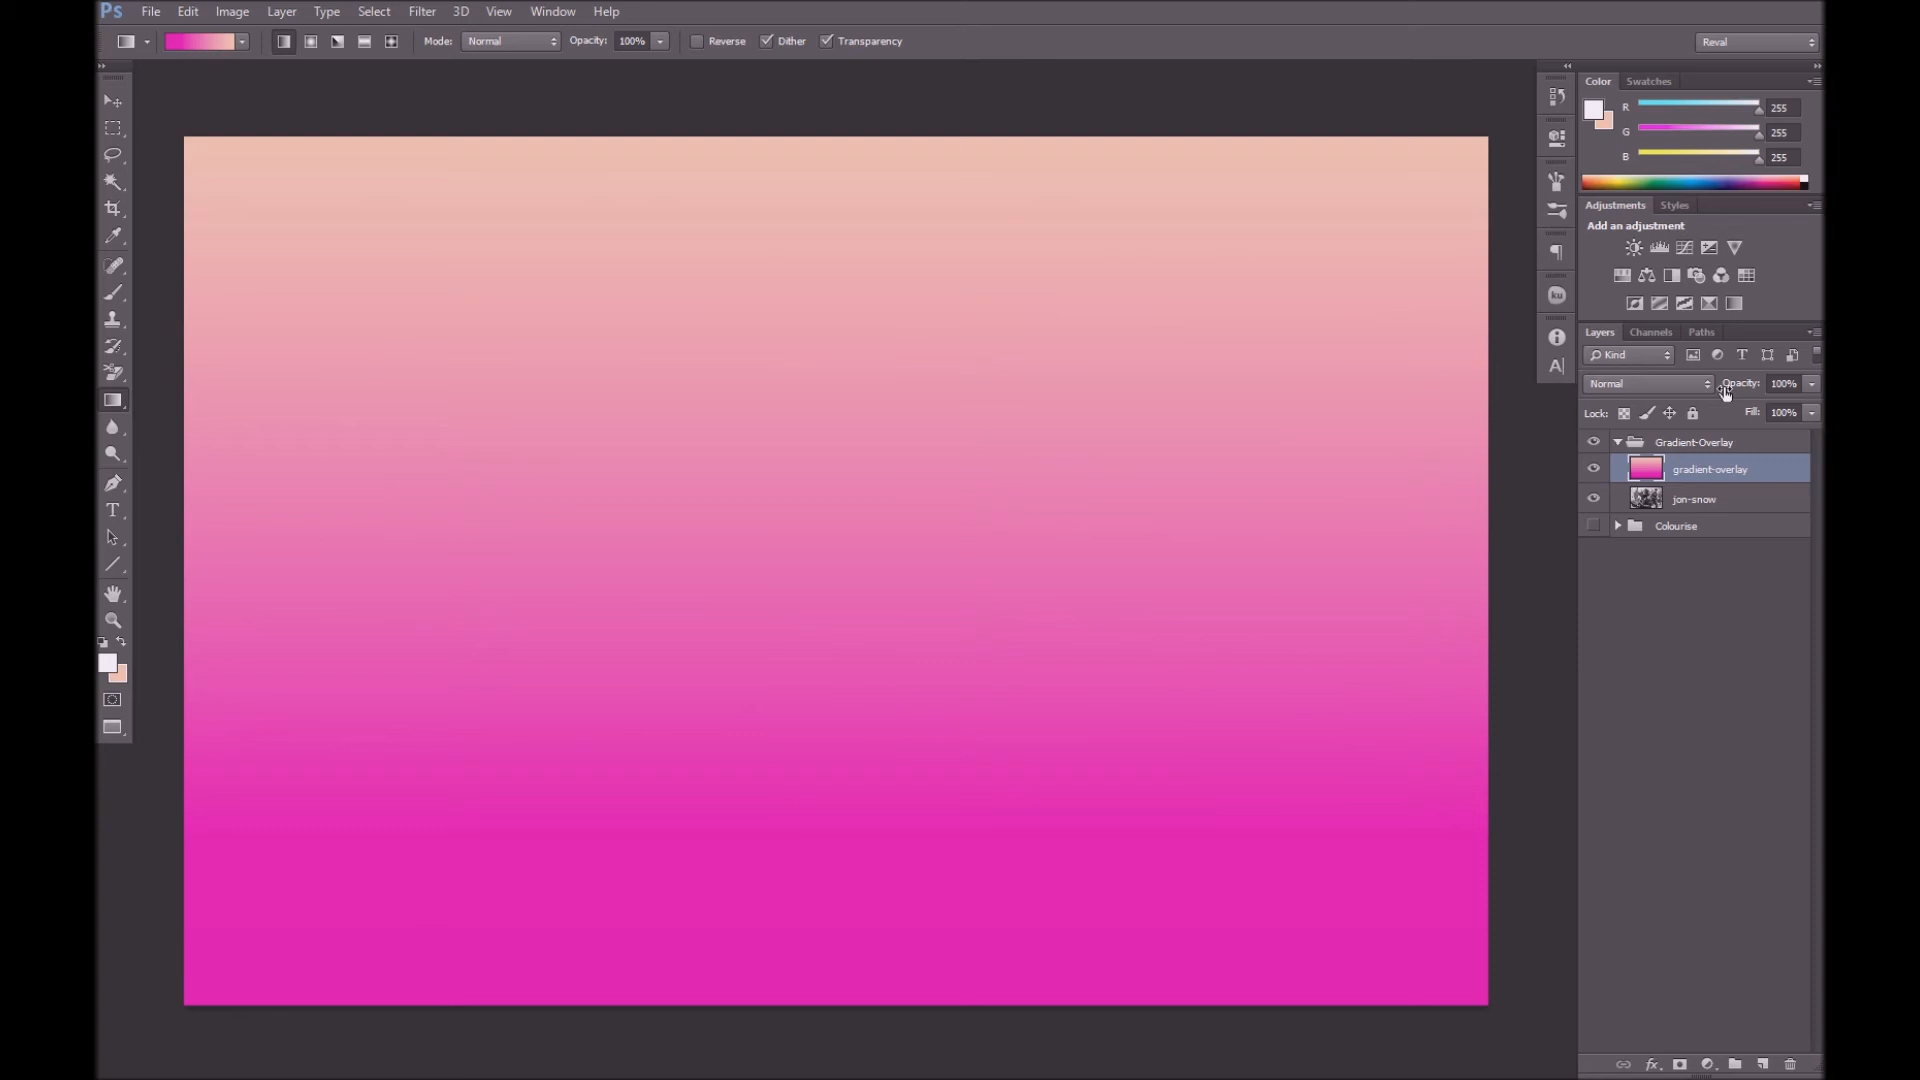 Ps File Edit Image Layer Type Select Filter 3D View Window Help
Mode: Normal Opacity: 100% Reverse Dither Transparency Reval
Color Swatches
R 255
G 255
B 255
Adjustments Styles
Add an adjustment
ku
Layers Channels Paths
Kind T
Normal Opacity: 100%
A|
Lock: Fill: 100%
Gradient-Overlay
gradient-overlay
jon-snow
Colourise
T
fx